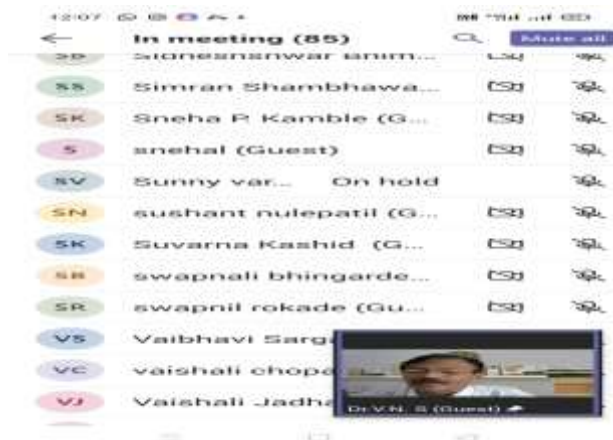 12:07
In meeting (85)
Mute all
SS Simran Shambhawa...
SK Sneha P. Kamble (G...
S snehal (Guest)
SV Sunny var... On hold
SN sushant nulepatil (G...
SK Suvarna Kashid (G...
SB swapnali bhingarde...
SR swapnil rokade (Gu...
VS Vaibhavi Sarg
VC vaishali chopa
VJ Vaishali Jadha
Dr.V.N. S (Guest)